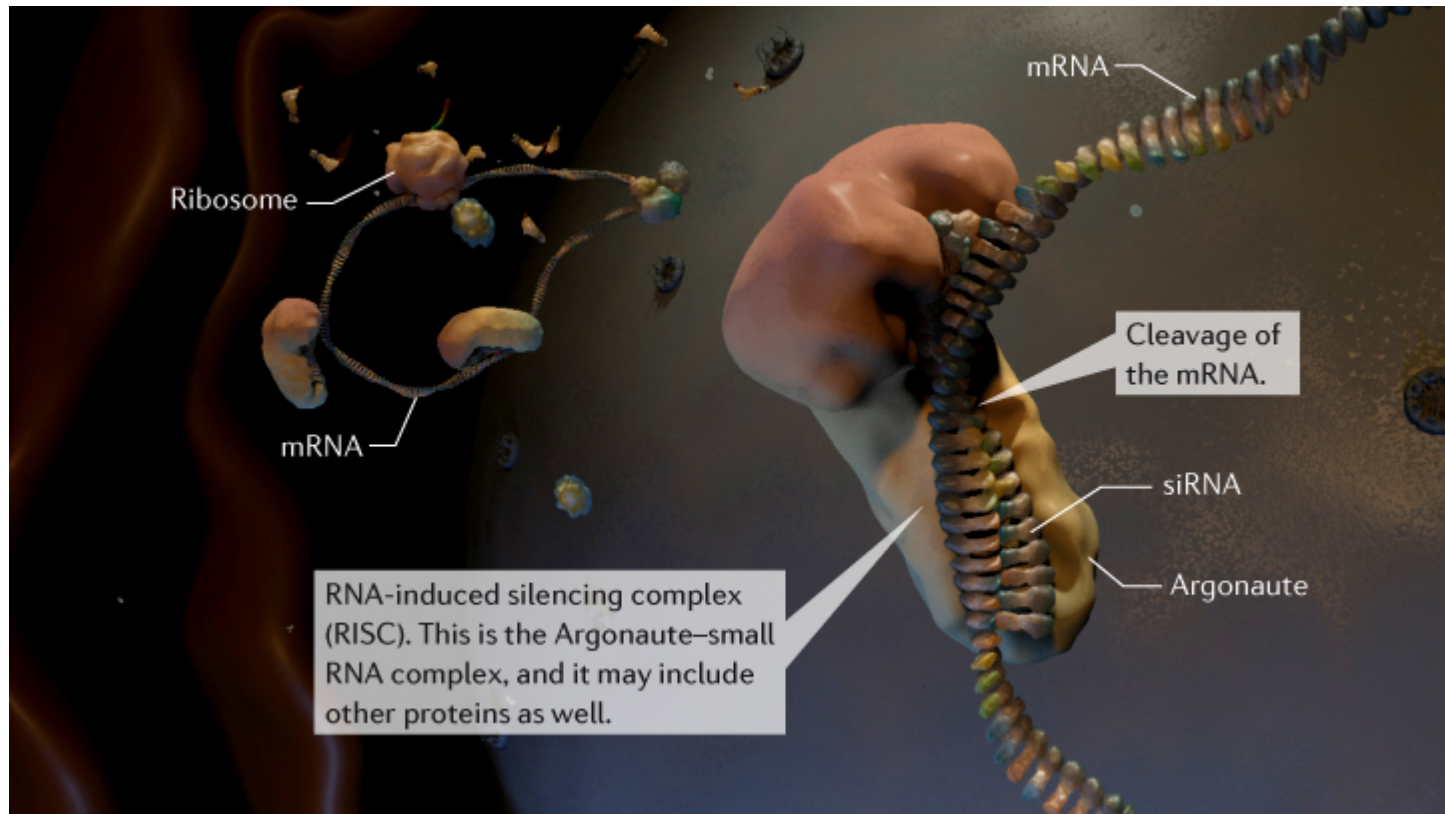 mRNA
Ribosome
mRNA
Cleavage of
the mRNA.
siRNA
Argonaute
RNA-induced silencing complex
(RISC). This is the Argonaute–small
RNA complex, and it may include
other proteins as well.